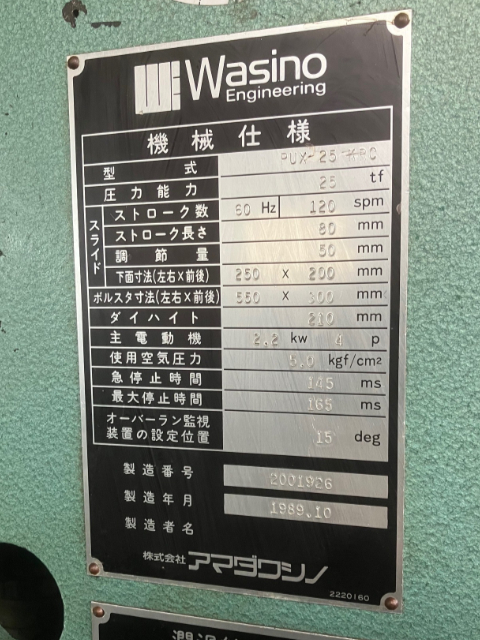 Wasino
Engineering
機械仕様
型式 PUX-25
圧力能力 25 tf
スライド
ストローク数 60 Hz 120 spm
ストローク長さ 80 mm
調節量 50 mm
下面寸法(左右×前後) 250 × 200 mm
ボルスタ寸法(左右×前後) 550 × 300 mm
ダイハイト 210 mm
主電動機 2.2 kw 4 p
使用空気圧力 5.0 kgf/cm²
急停止時間 145 ms
最大停止時間 165 ms
オーバーラン監視
装置の設定位置 15 deg
製造番号 2001926
製造年月 1989.10
製造者名
株式会社 アマダワシノ
2220160